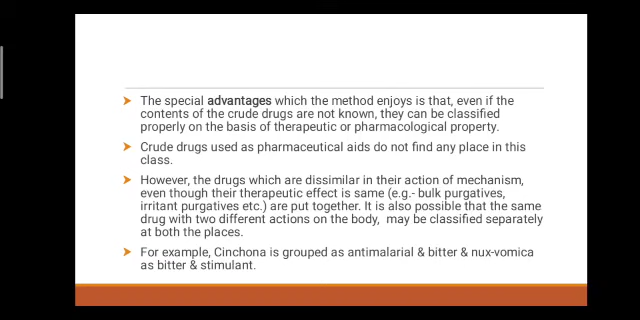 The special advantages which the method enjoys is that, even if the
contents of the crude drugs are not known, they can be classified
properly on the basis of therapeutic or pharmacological property.
Crude drugs used as pharmaceutical aids do not find any place in this
class.
However, the drugs which are dissimilar in their action of mechanism,
even though their therapeutic effect is same (e.g.- bulk purgatives,
irritant purgatives etc.) are put together. It is also possible that the same
drug with two different actions on the body, may be classified separately
at both the places.
For example, Cinchona is grouped as antimalarial & bitter & nux-vomica
as bitter & stimulant.